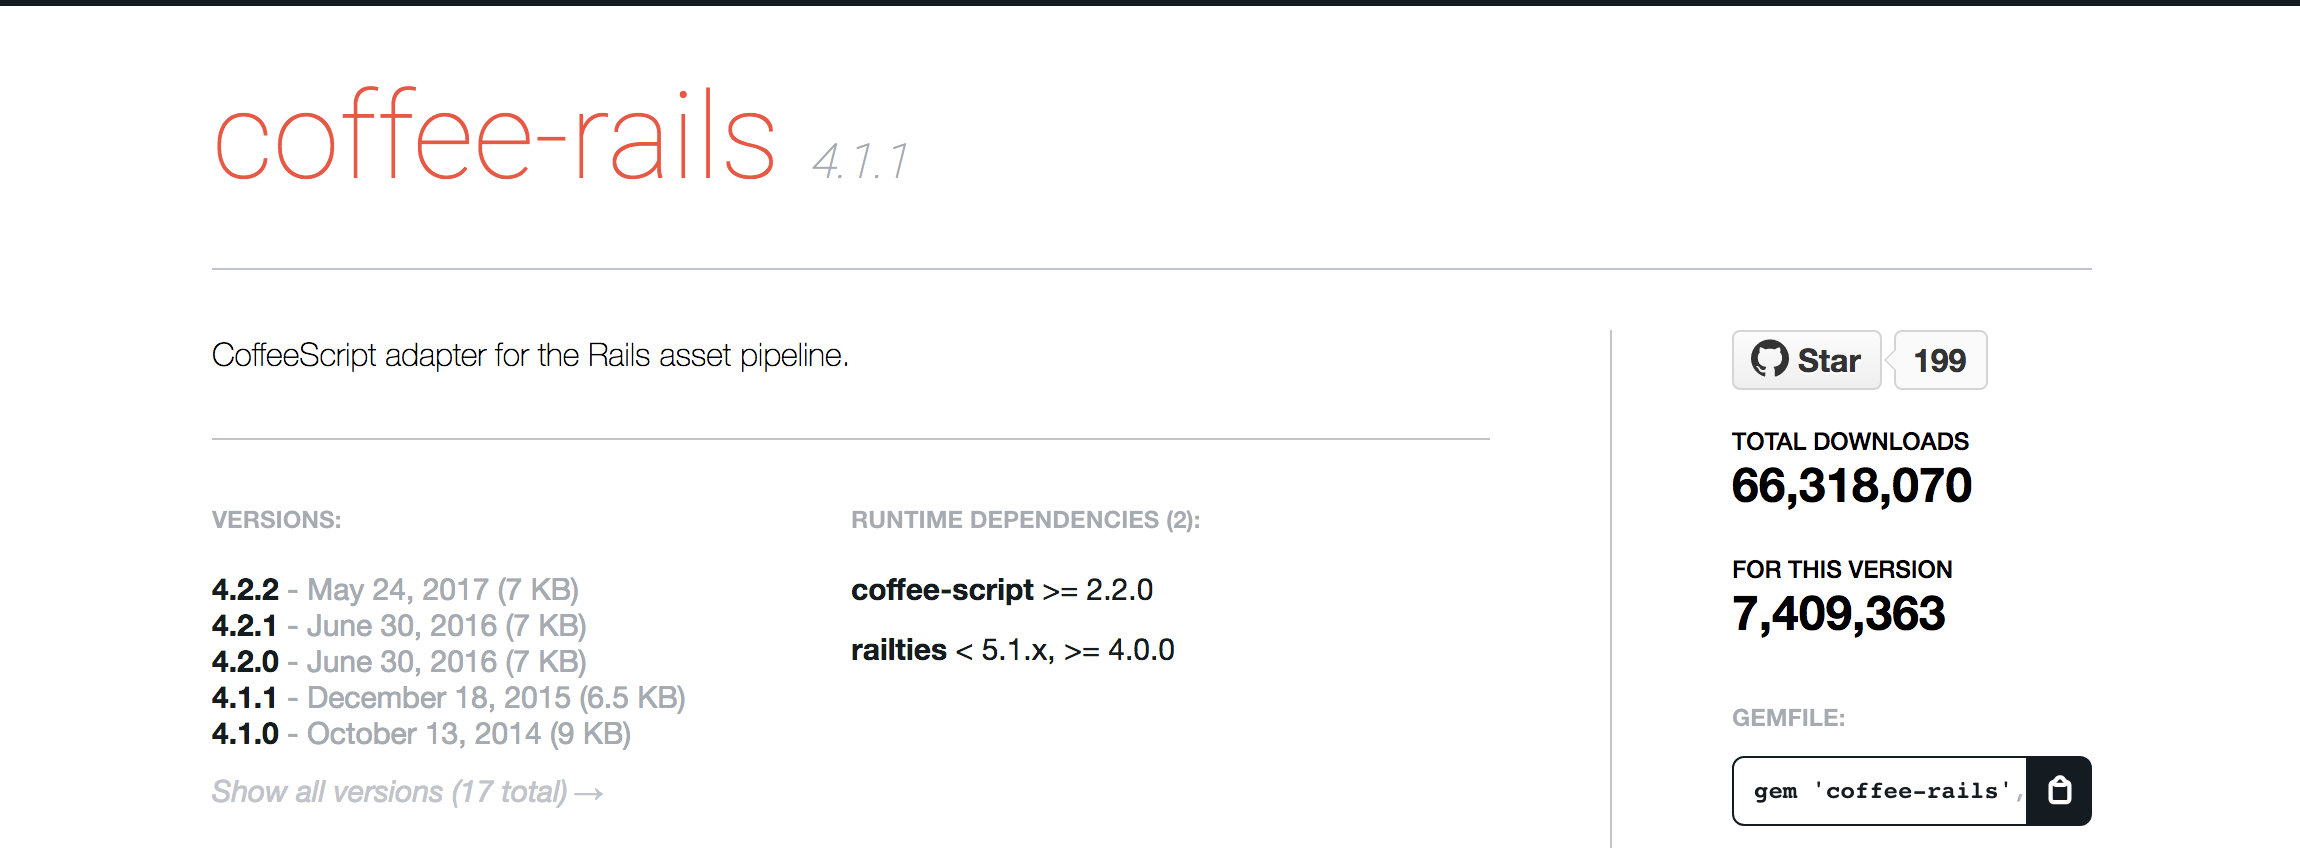 coffee-rails 4.1.1
CoffeeScript adapter for the Rails asset pipeline.
VERSIONS:
4.2.2 - May 24, 2017 (7 KB)
4.2.1 - June 30, 2016 (7 KB)
4.2.0 - June 30, 2016 (7 KB)
4.1.1 - December 18, 2015 (6.5 KB)
4.1.0 - October 13, 2014 (9 KB)
Show all versions (17 total) →
RUNTIME DEPENDENCIES (2):
coffee-script >= 2.2.0
railties < 5.1.x, >= 4.0.0
Star 199
TOTAL DOWNLOADS
66,318,070
FOR THIS VERSION
7,409,363
GEMFILE:
gem 'coffee-rails',